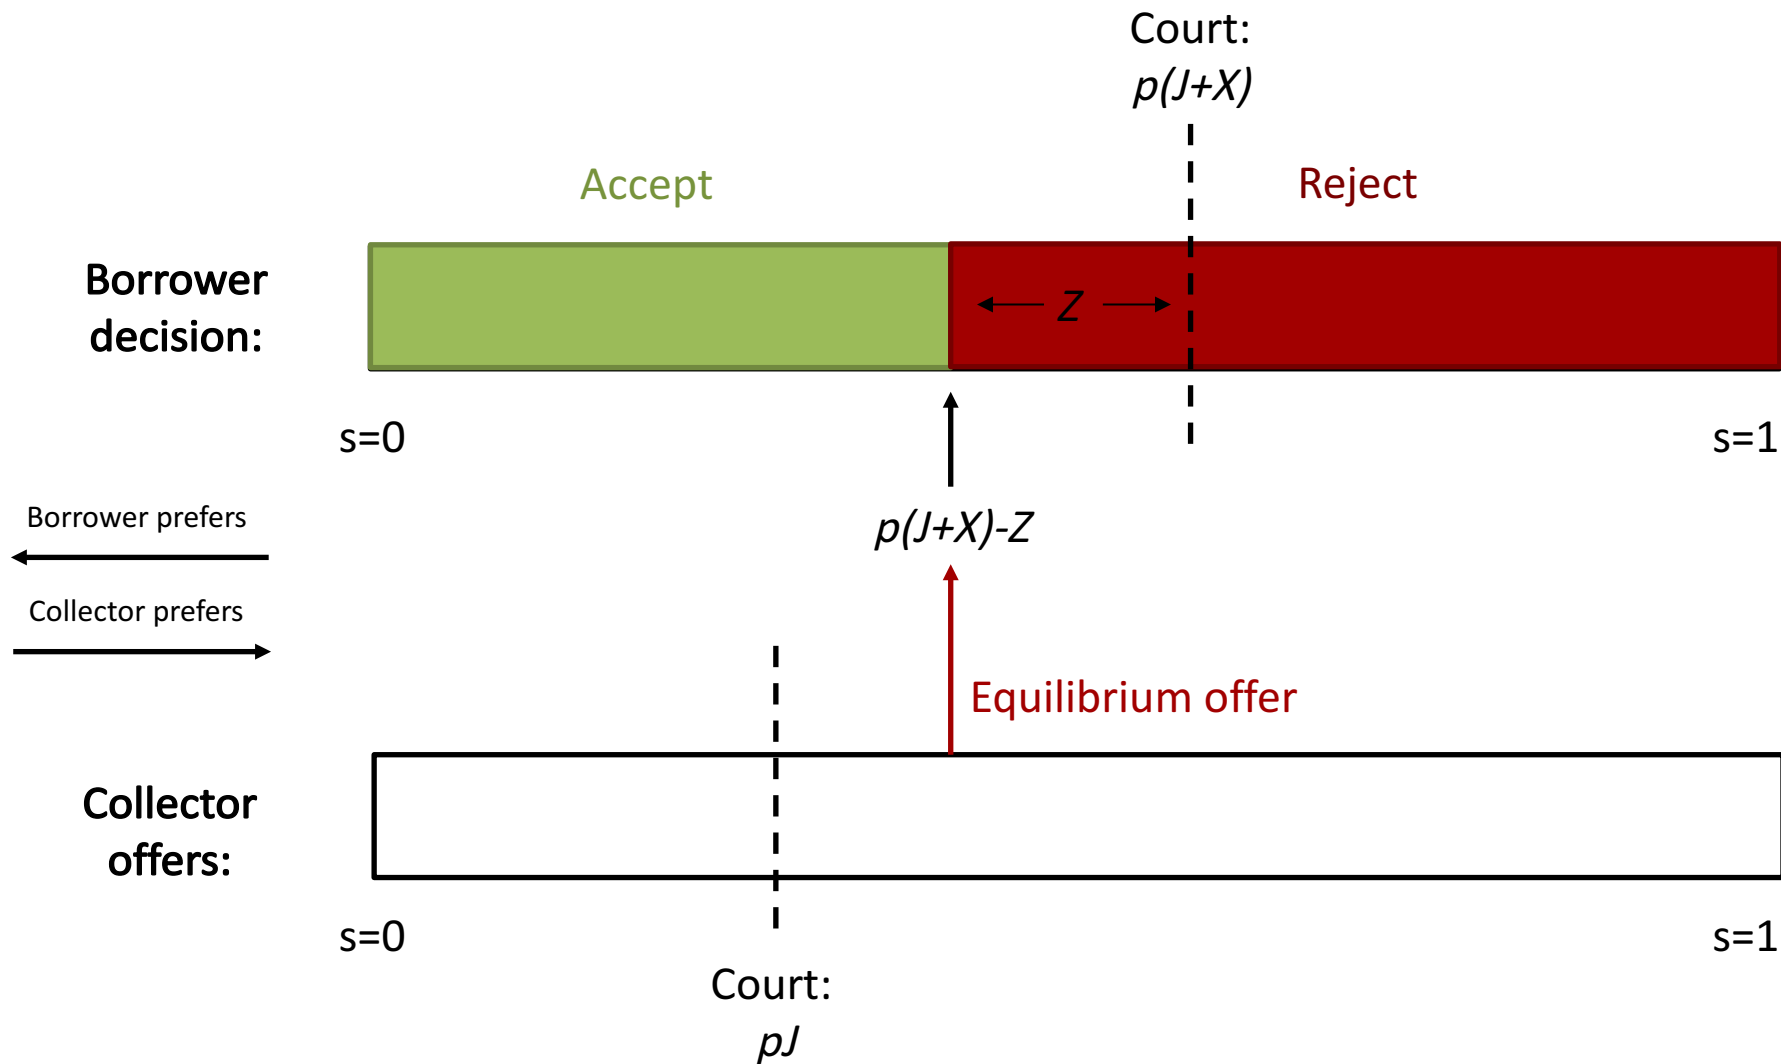 Court:
p(J+X)
Accept
Reject
Borrower
decision:
Z
s=0
s=1
Borrower prefers
p(J+X)-Z
Collector prefers
Equilibrium offer
Collector
offers:
s=0
s=1
Court:
pJ